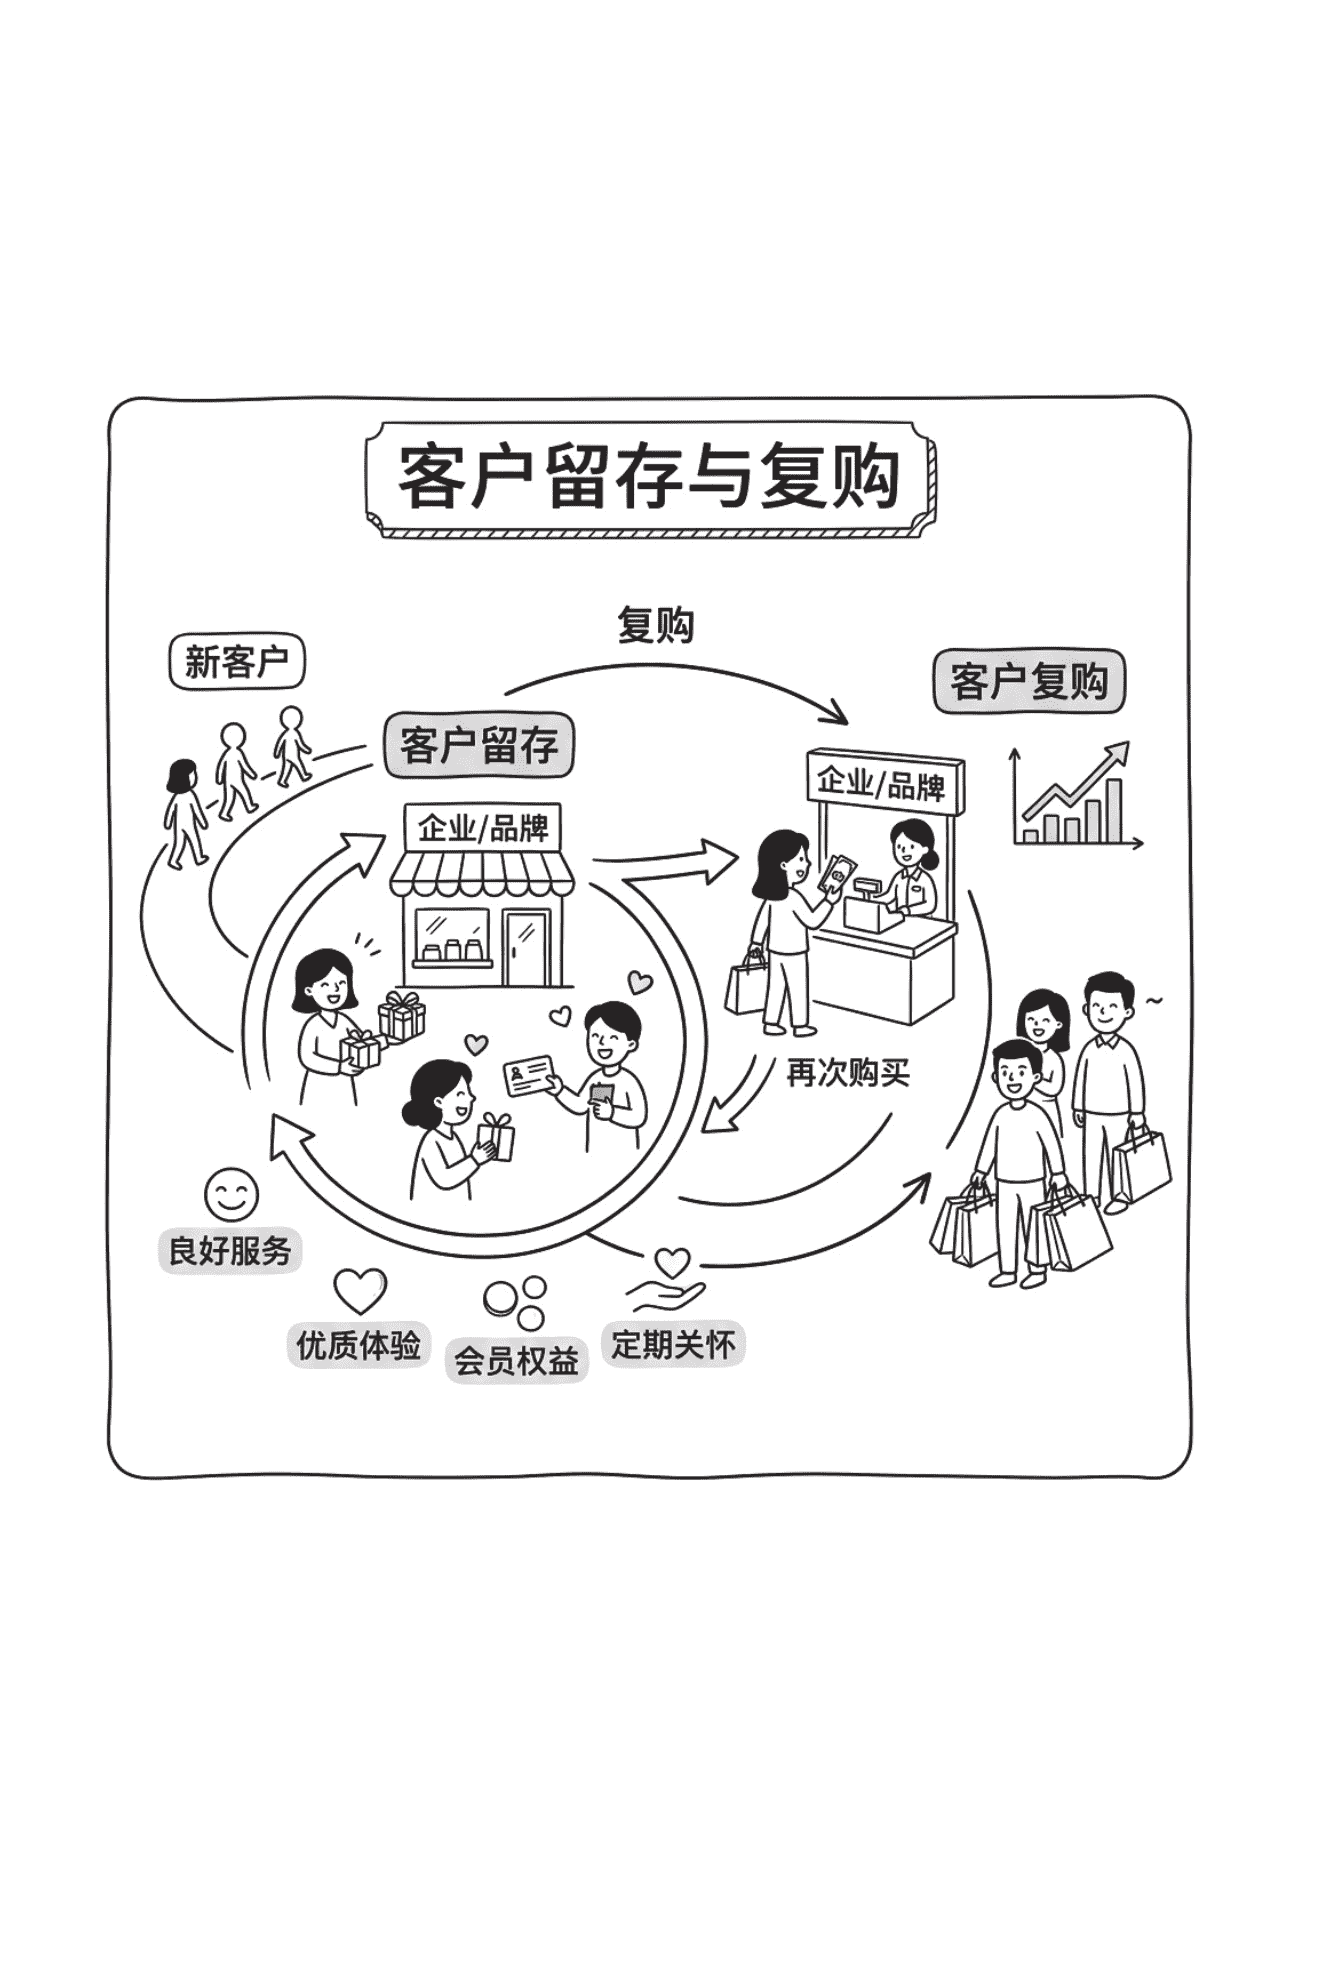 客户留存与复购
复购
新客户
客户复购
客户留存
企业/品牌
企业/品牌
再次购买
良好服务
优质体验
会员权益
定期关怀